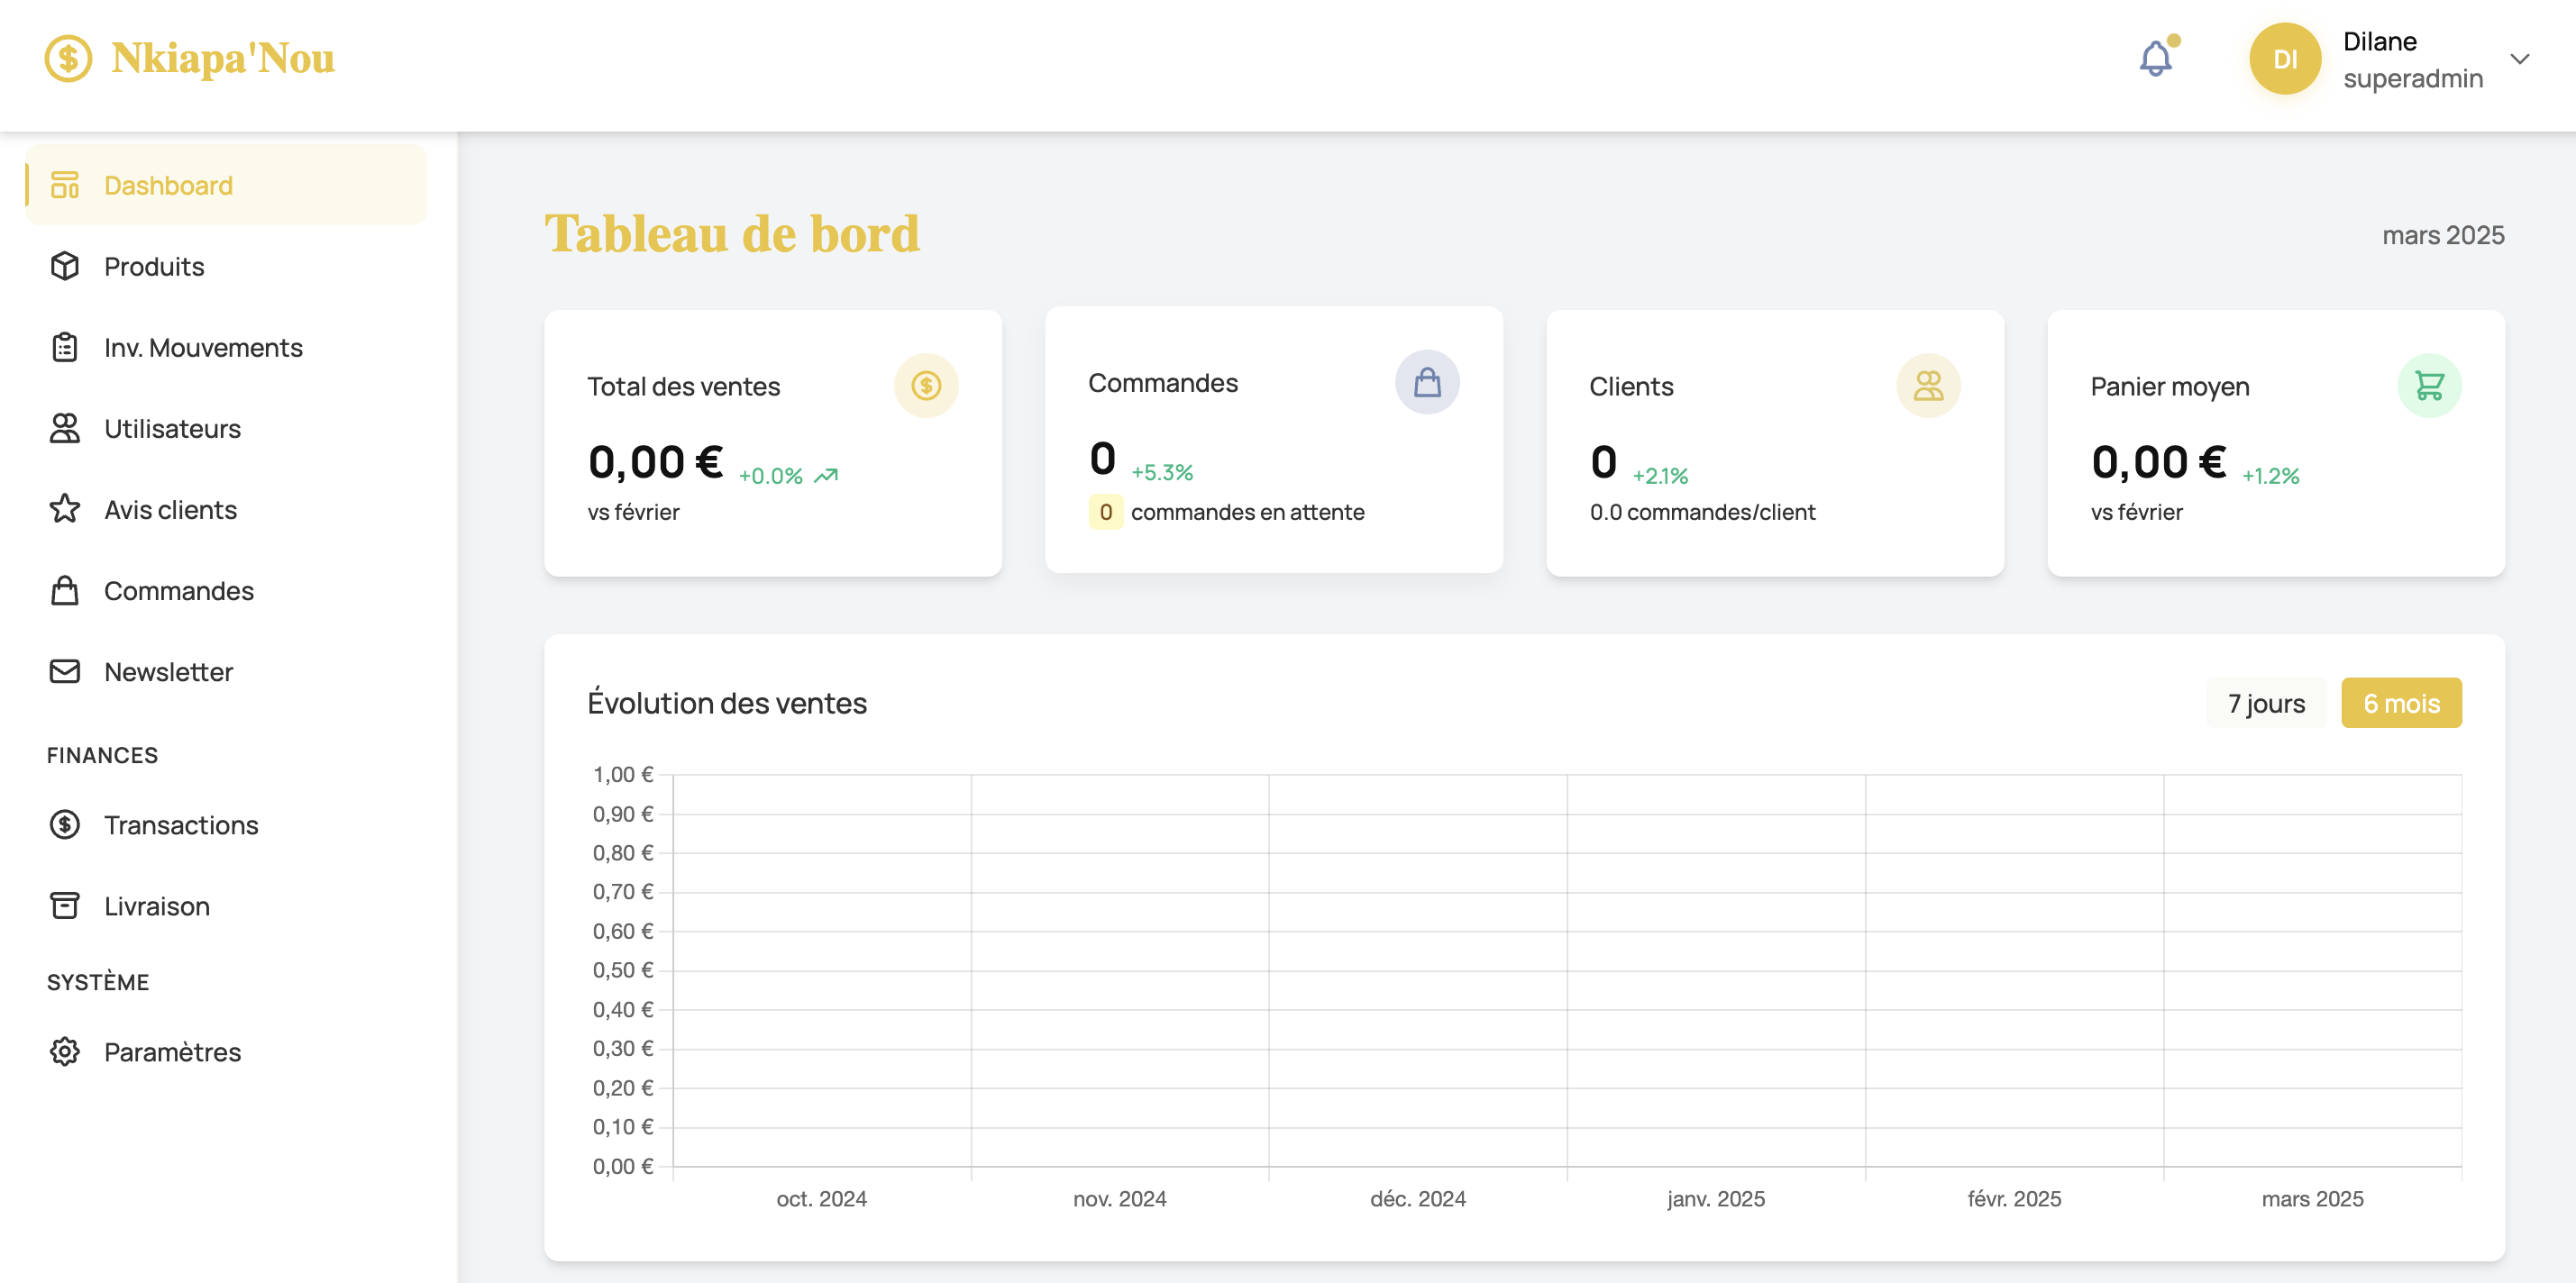 Nkiapa'Nou
DI
Dilane
superadmin
Dashboard
Produits
Inv. Mouvements
Utilisateurs
Avis clients
Commandes
Newsletter
FINANCES
Transactions
Livraison
SYSTÈME
Paramètres
Tableau de bord
mars 2025
Total des ventes
0,00 € +0.0%
vs février
Commandes
0 +5.3%
0 commandes en attente
Clients
0 +2.1%
0.0 commandes/client
Panier moyen
0,00 € +1.2%
vs février
Évolution des ventes
7 jours
6 mois
1,00 €
0,90 €
0,80 €
0,70 €
0,60 €
0,50 €
0,40 €
0,30 €
0,20 €
0,10 €
0,00 €
oct. 2024
nov. 2024
déc. 2024
janv. 2025
févr. 2025
mars 2025